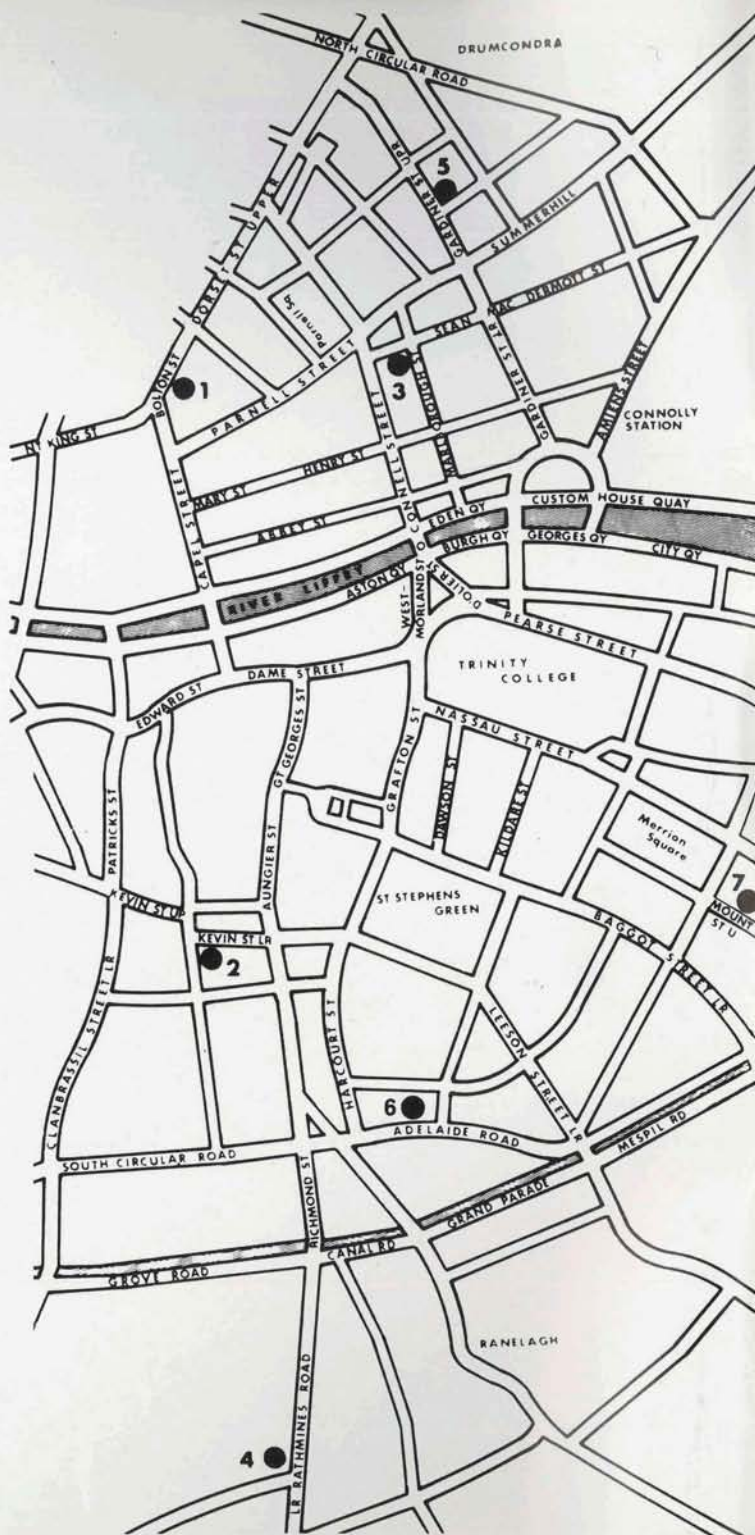 DRUMCONDRA
NORTH CIRCULAR ROAD
5
GARDINER ST UPR
SUMMERHILL
DORSET ST UPPER
SEAN MAC DERMOTT ST
Parnell Sq
BOLTON ST
1
PARNELL STREET
3
MARLBOROUGH ST
GARDINER ST LR
AMIENS STREET
CONNOLLY
STATION
NTH KING ST
HENRY ST
MARY ST
O CONNELL STREET
CAPEL STREET
ABBEY ST
EDEN QY
CUSTOM HOUSE QUAY
BURGH QY
GEORGES QY
CITY QY
RIVER LIFFEY
ASTON QY
WEST-
MORLAND ST
D'OLIER ST
PEARSE STREET
TRINITY
COLLEGE
DAME STREET
EDWARD ST
GT GEORGES ST
GRAFTON ST
NASSAU STREET
DAWSON ST
KILDARE ST
PATRICKS ST
AUNGIER ST
Merrion
Square
7
MOUNT
ST U
KEVIN ST UP
ST STEPHENS
GREEN
BAGGOT STREET LR
KEVIN ST LR
2
CLANBRASSIL STREET LR
HARCOURT ST
LEESON STREET LR
6
ADELAIDE ROAD
SOUTH CIRCULAR ROAD
MESPIL RD
RICHMOND ST
GRAND PARADE
CANAL RD
GROVE ROAD
RANELAGH
LR RATHMINES ROAD
4